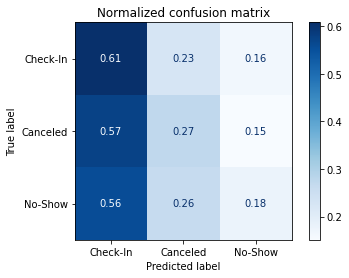 Normalized confusion matrix
True label
Check-In 0.61 0.23 0.16
Canceled 0.57 0.27 0.15
No-Show 0.56 0.26 0.18
Check-In Canceled No-Show
Predicted label
0.6
0.5
0.4
0.3
0.2